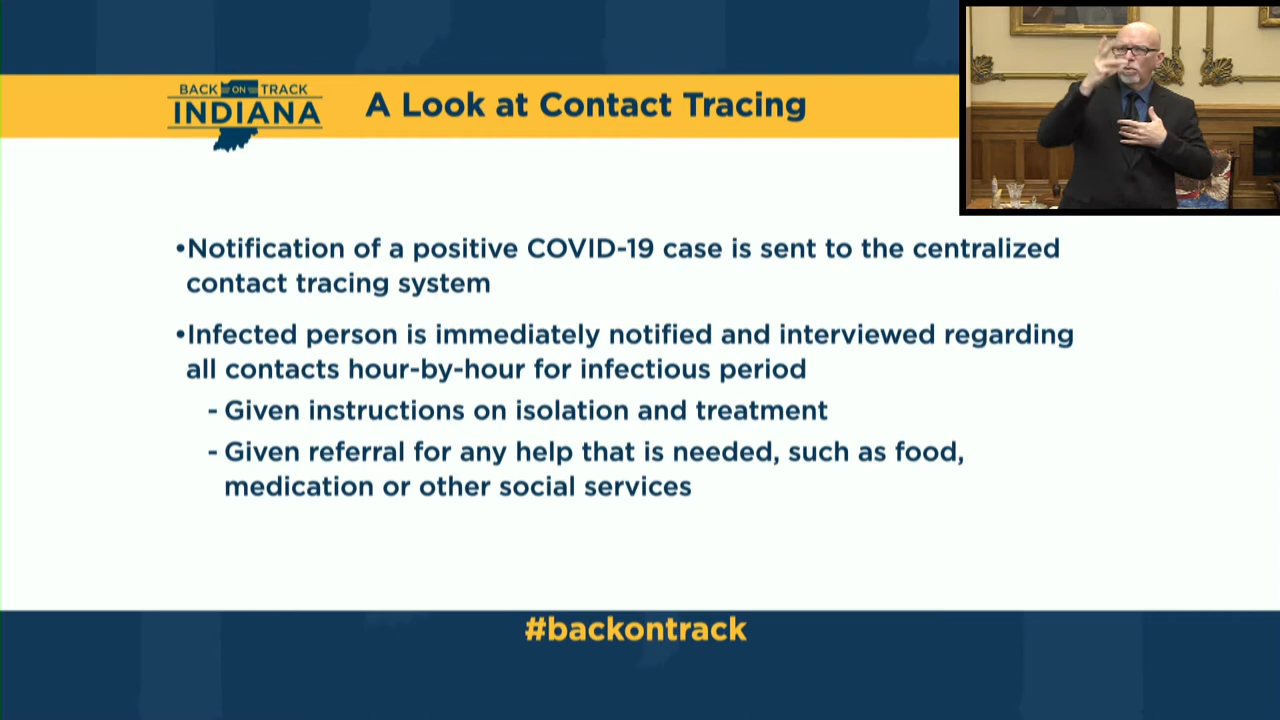 BACK ON TRACK
INDIANA
A Look at Contact Tracing
•Notification of a positive COVID-19 case is sent to the centralized
contact tracing system
•Infected person is immediately notified and interviewed regarding
all contacts hour-by-hour for infectious period
- Given instructions on isolation and treatment
- Given referral for any help that is needed, such as food,
medication or other social services
#backontrack